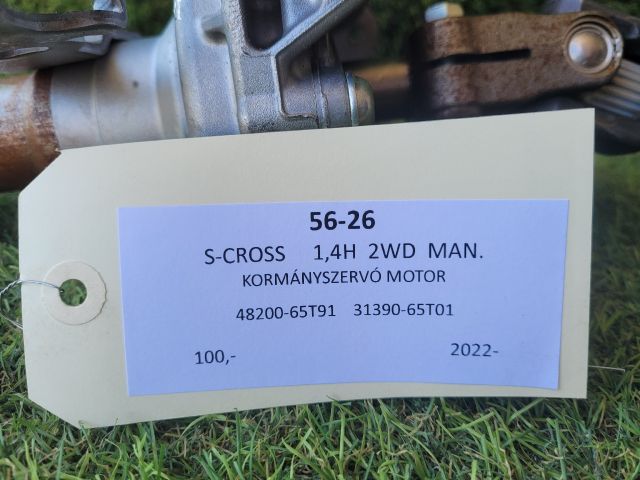 56-26
S-CROSS 1,4H 2WD MAN.
KORMÁNYSZERVÓ MOTOR
48200-65T91 31390-65T01
100,- 2022-